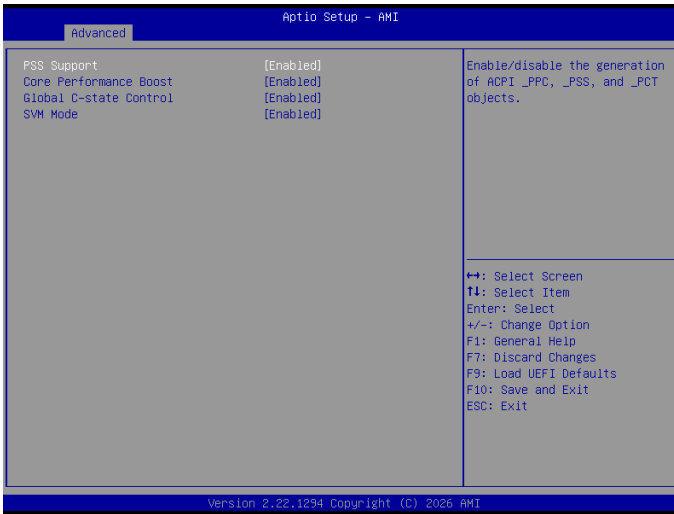 Aptio Setup – AMI
Advanced
PSS Support [Enabled]
Core Performance Boost [Enabled]
Global C-state Control [Enabled]
SVM Mode [Enabled]
Enable/disable the generation
of ACPI _PPC, _PSS, and _PCT
objects.
↔: Select Screen
↑↓: Select Item
Enter: Select
+/-: Change Option
F1: General Help
F7: Discard Changes
F9: Load UEFI Defaults
F10: Save and Exit
ESC: Exit
Version 2.22.1294 Copyright (C) 2026 AMI